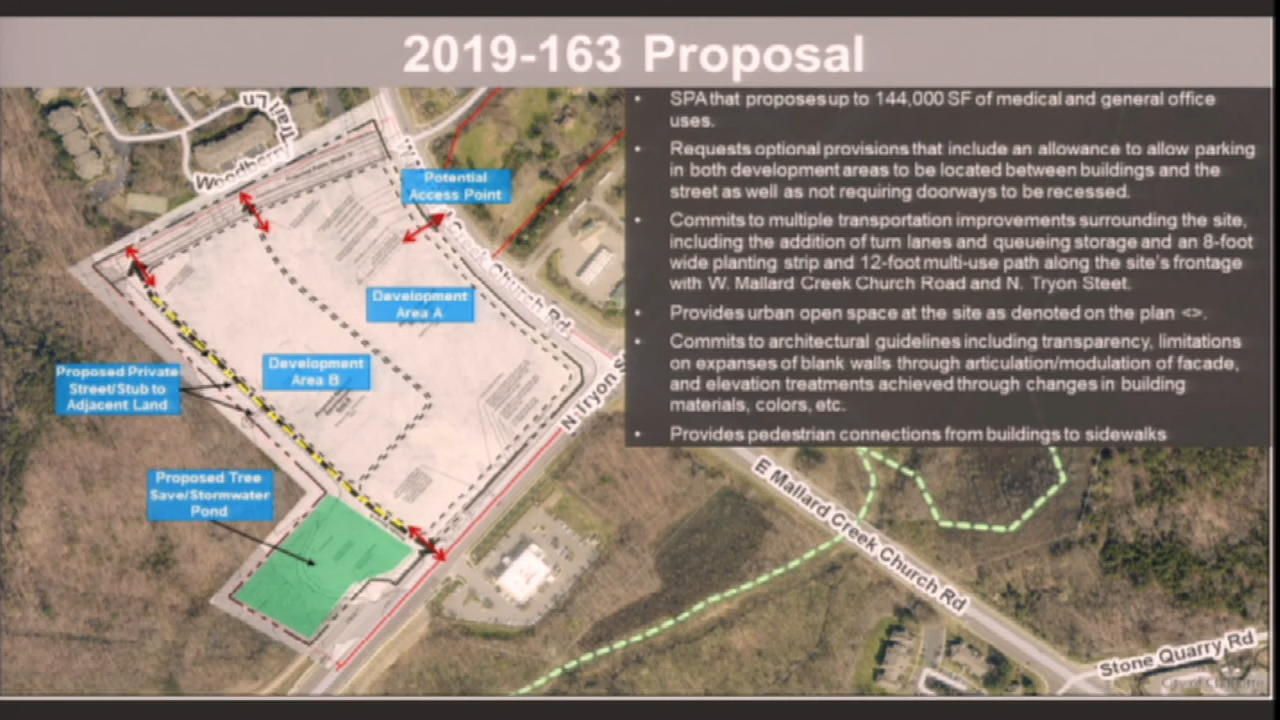 2019-163 Proposal
• SPA that proposes up to 144,000 SF of medical and general office
uses.
• Requests optional provisions that include an allowance to allow parking
in both development areas to be located between buildings and the
street as well as not requiring doorways to be recessed.
• Commits to multiple transportation improvements surrounding the site,
including the addition of turn lanes and queueing storage and an 8-foot
wide planting strip and 12-foot multi-use path along the site's frontage
with W. Mallard Creek Church Road and N. Tryon Steet.
• Provides urban open space at the site as denoted on the plan <>.
• Commits to architectural guidelines including transparency, limitations
on expanses of blank walls through articulation/modulation of facade,
and elevation treatments achieved through changes in building
materials, colors, etc.
• Provides pedestrian connections from buildings to sidewalks
Woodberry Trail Ln
Potential
Access Point
Creek Church Rd
Development
Area A
Development
Area B
Proposed Private
Street/Stub to
Adjacent Land
N Tryon S
Proposed Tree
Save/Stormwater
Pond
E Mallard Creek Church Rd
Stone Quarry Rd
City of Charlotte